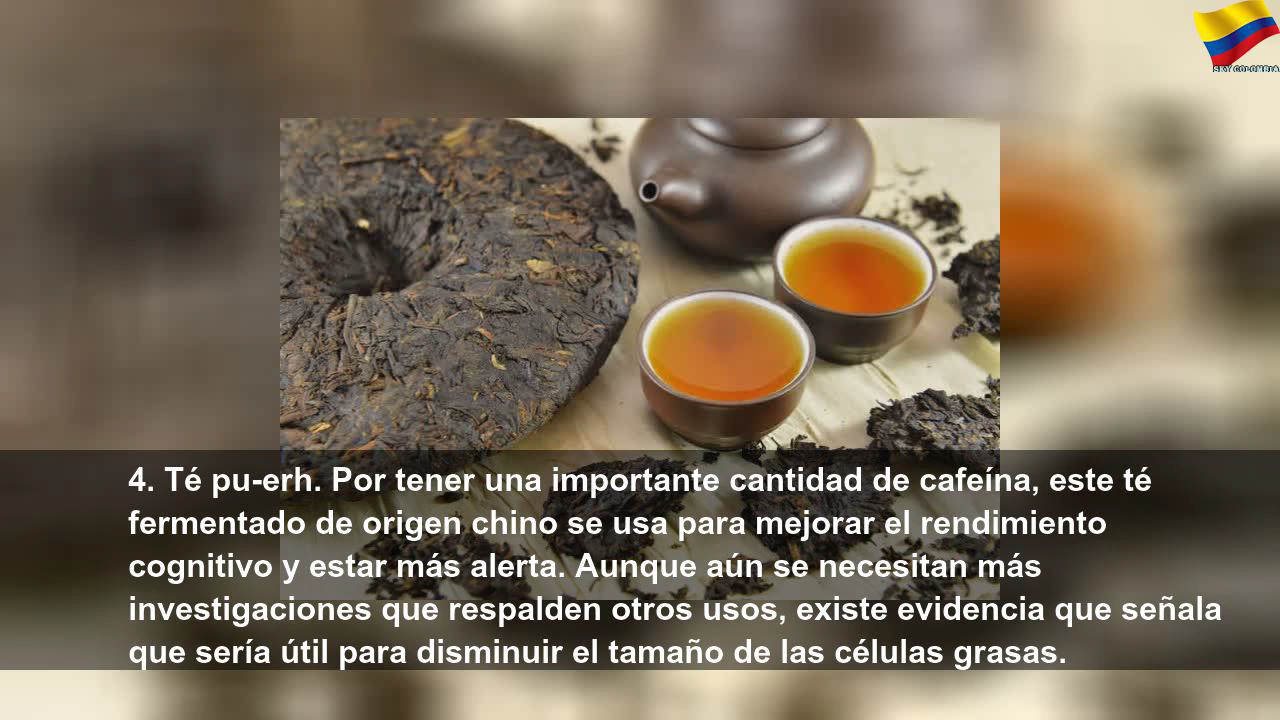 SKY COLOMBIA
4. Té pu-erh. Por tener una importante cantidad de cafeína, este té
fermentado de origen chino se usa para mejorar el rendimiento
cognitivo y estar más alerta. Aunque aún se necesitan más
investigaciones que respalden otros usos, existe evidencia que señala
que sería útil para disminuir el tamaño de las células grasas.